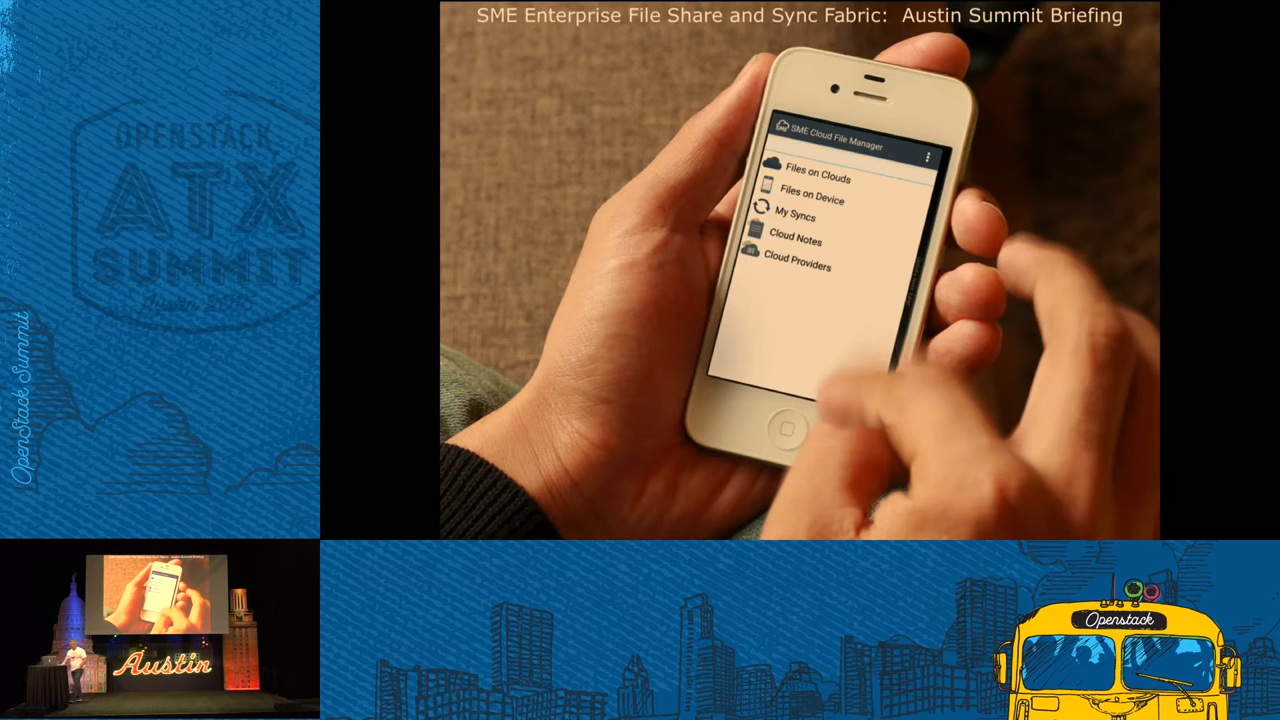 SME Enterprise File Share and Sync Fabric:  Austin Summit Briefing
SME
SME Cloud File Manager
Files on Clouds
Files on Device
My Syncs
Cloud Notes
Cloud Providers
OPENSTACK
ATX
SUMMIT
OpenStack Summit
Austin
Openstack